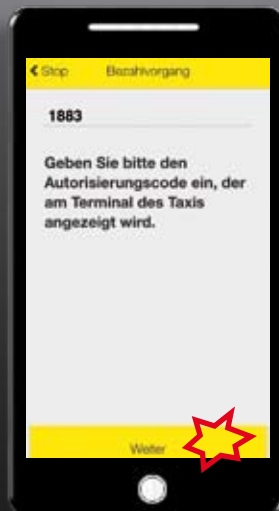 Stop Bezahlvorgang
1883
Geben Sie bitte den
Autorisierungscode ein, der
am Terminal des Taxis
angezeigt wird.
Weiter